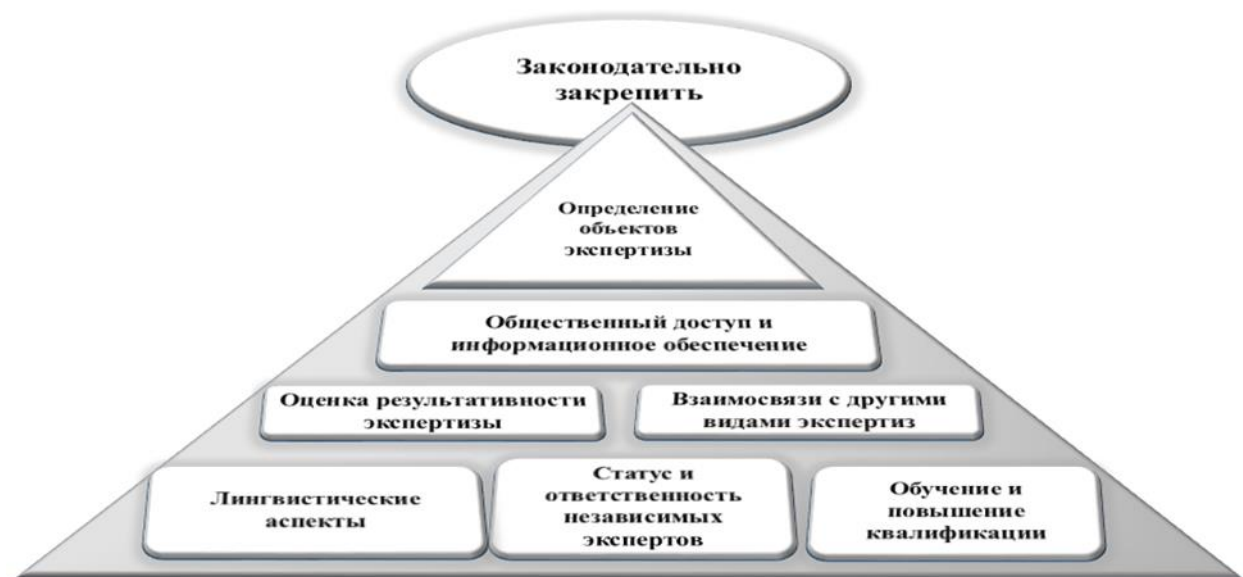 Законодательно
закрепить
Определение
объектов
экспертизы
Общественный доступ и
информационное обеспечение
Оценка результативности
экспертизы
Взаимосвязи с другими
видами экспертиз
Лингвистические
аспекты
Статус и
ответственность
независимых
экспертов
Обучение и
повышение
квалификации